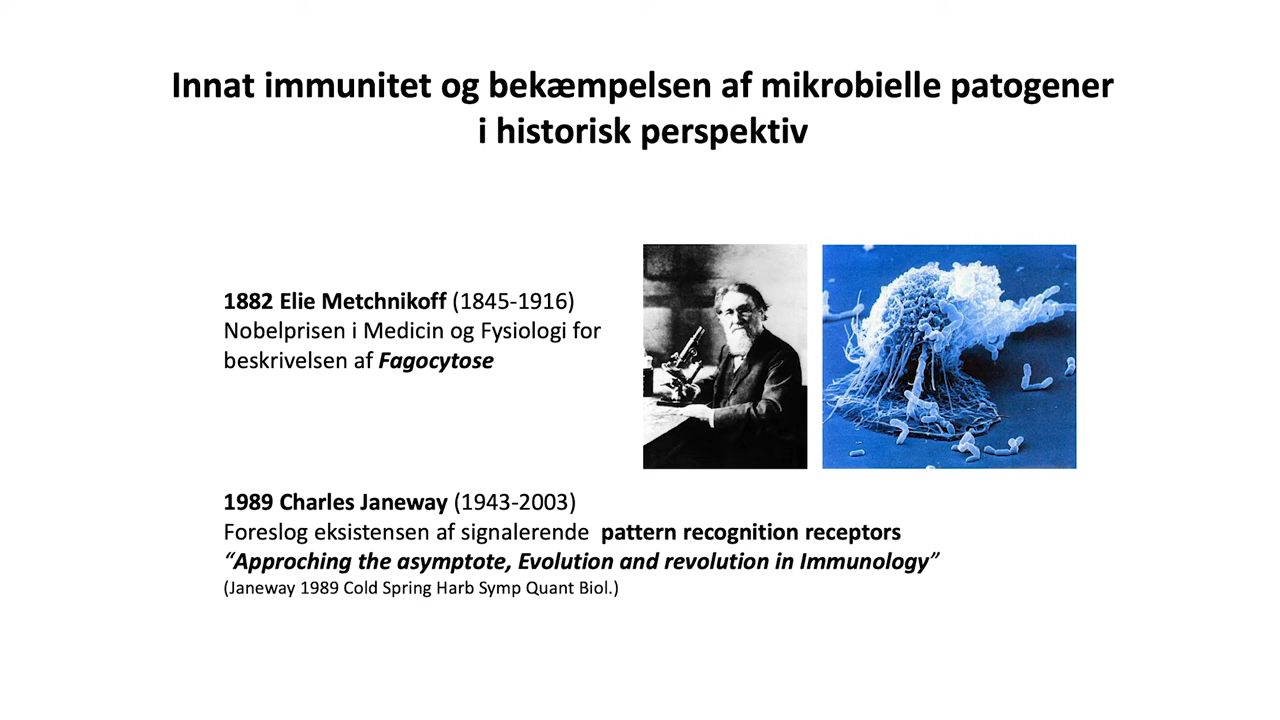 Innat immunitet og bekæmpelsen af mikrobielle patogener
i historisk perspektiv
1882 Elie Metchnikoff (1845-1916)
Nobelprisen i Medicin og Fysiologi for
beskrivelsen af Fagocytose
1989 Charles Janeway (1943-2003)
Foreslog eksistensen af signalerende pattern recognition receptors
“Approching the asymptote, Evolution and revolution in Immunology”
(Janeway 1989 Cold Spring Harb Symp Quant Biol.)